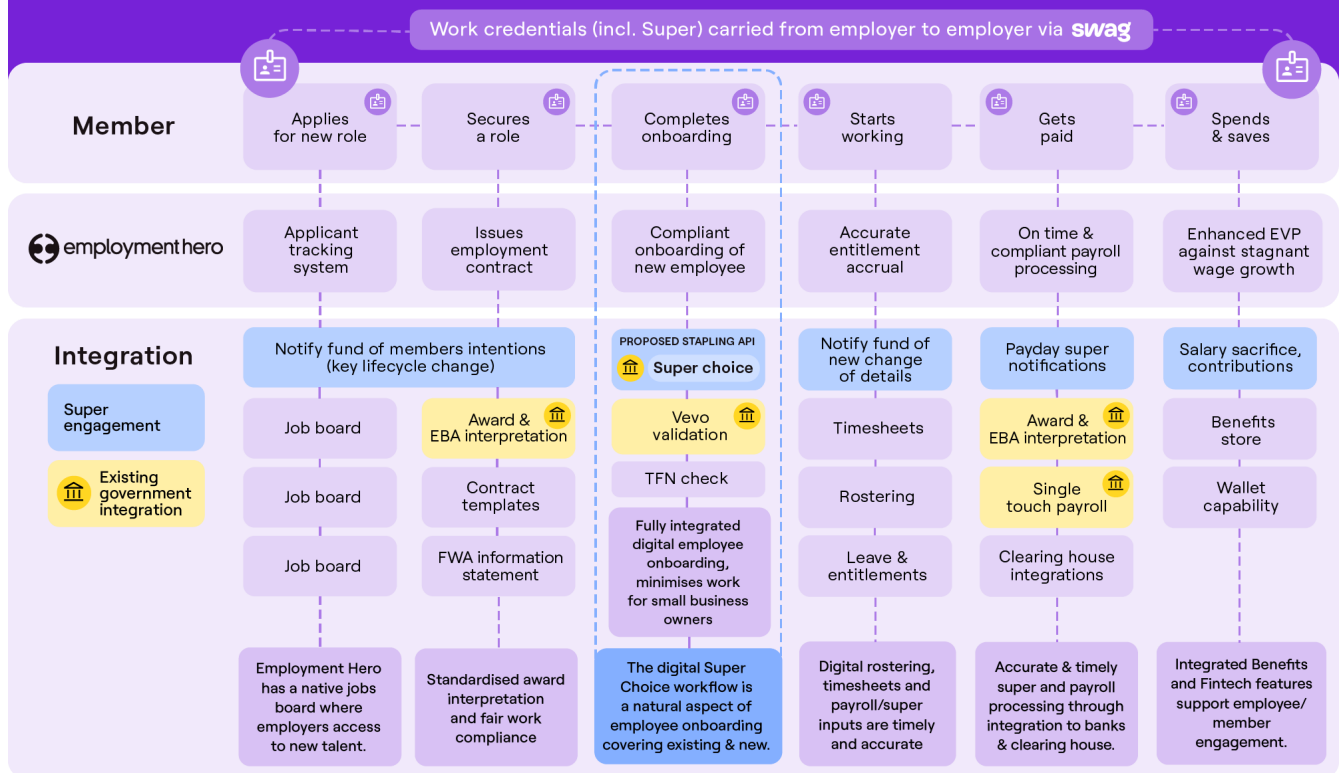 Work credentials (incl. Super) carried from employer to employer via swag
Member
Applies
for new role
Secures
a role
Completes
onboarding
Starts
working
Gets
paid
Spends
& saves
employmenthero
Applicant
tracking
system
Issues
employment
contract
Compliant
onboarding of
new employee
Accurate
entitlement
accrual
On time &
compliant payroll
processing
Enhanced EVP
against stagnant
wage growth
Integration
Super
engagement
Existing
government
integration
Notify fund of members intentions
(key lifecycle change)
PROPOSED STAPLING API
Super choice
Notify fund of
new change
of details
Payday super
notifications
Salary sacrifice,
contributions
Job board
Award &
EBA interpretation
Vevo
validation
Timesheets
Award &
EBA interpretation
Benefits
store
Job board
Contract
templates
TFN check
Rostering
Single
touch payroll
Wallet
capability
Job board
FWA information
statement
Fully integrated
digital employee
onboarding,
minimises work
for small business
owners
Leave &
entitlements
Clearing house
integrations
Employment Hero
has a native jobs
board where
employers access
to new talent.
Standardised award
interpretation
and fair work
compliance
The digital Super
Choice workflow is
a natural aspect of
employee onboarding
covering existing & new.
Digital rostering,
timesheets and
payroll/super
inputs are timely
and accurate
Accurate & timely
super and payroll
processing through
integration to banks
& clearing house.
Integrated Benefits
and Fintech features
support employee/
member
engagement.